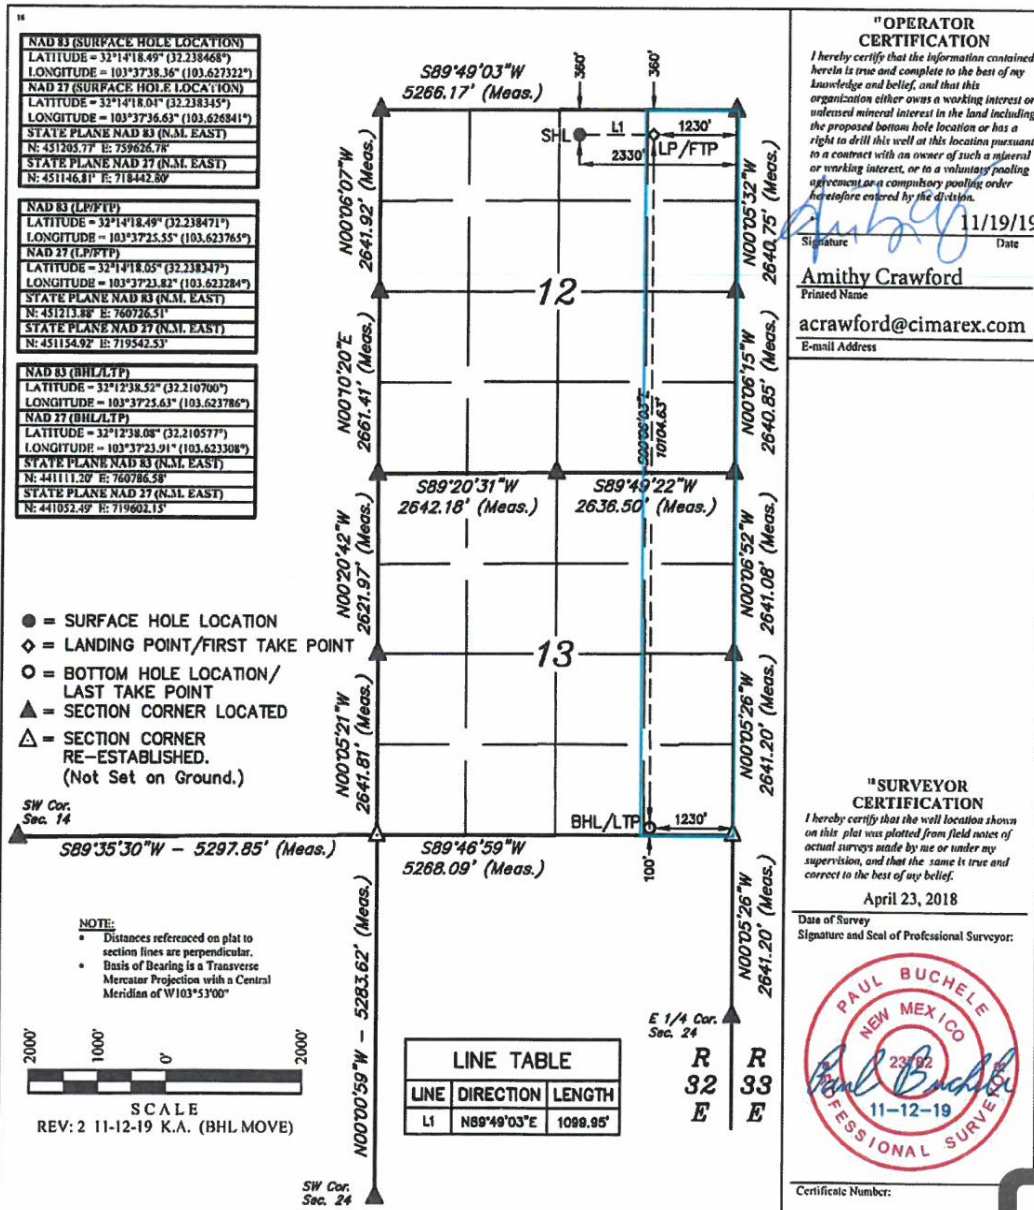 16
NAD 83 (SURFACE HOLE LOCATION)
LATITUDE = 32°14'18.49" (32.238468°)
LONGITUDE = 103°37'38.36" (103.627322°)
NAD 27 (SURFACE HOLE LOCATION)
LATITUDE = 32°14'18.04" (32.238345°)
LONGITUDE = 103°37'36.63" (103.626841°)
STATE PLANE NAD 83 (N.M. EAST)
N: 451205.77' E: 759626.78'
STATE PLANE NAD 27 (N.M. EAST)
N: 451146.81' E: 718442.80'
NAD 83 (LP/FTP)
LATITUDE = 32°14'18.49" (32.238471°)
LONGITUDE = 103°37'25.55" (103.623765°)
NAD 27 (LP/FTP)
LATITUDE = 32°14'18.05" (32.238347°)
LONGITUDE = 103°37'23.82" (103.623284°)
STATE PLANE NAD 83 (N.M. EAST)
N: 451213.88' E: 760726.51'
STATE PLANE NAD 27 (N.M. EAST)
N: 451154.92' E: 719542.53'
NAD 83 (BHL/LTP)
LATITUDE = 32°12'38.52" (32.210700°)
LONGITUDE = 103°37'25.63" (103.623786°)
NAD 27 (BHL/LTP)
LATITUDE = 32°12'38.08" (32.210577°)
LONGITUDE = 103°37'23.91" (103.623308°)
STATE PLANE NAD 83 (N.M. EAST)
N: 441111.20' E: 760786.58'
STATE PLANE NAD 27 (N.M. EAST)
N: 441052.49' E: 719602.15'
● = SURFACE HOLE LOCATION
◇ = LANDING POINT/FIRST TAKE POINT
○ = BOTTOM HOLE LOCATION/
LAST TAKE POINT
▲ = SECTION CORNER LOCATED
△ = SECTION CORNER
RE-ESTABLISHED.
(Not Set on Ground.)
S89°49'03"W
5266.17' (Meas.)
360'
360'
SHL
L1
1230'
LP/FTP
2330'
N00°06'07"W
2641.92' (Meas.)
N00°05'32"W
2640.75' (Meas.)
12
N00°10'20"E
2661.41' (Meas.)
N00°06'15"W
2640.85' (Meas.)
S00°06'03"E
10104.63'
S89°20'31"W
2642.18' (Meas.)
S89°49'22"W
2636.50' (Meas.)
N00°20'42"W
2621.97' (Meas.)
N00°06'52"W
2641.08' (Meas.)
13
N00°05'21"W
2641.81' (Meas.)
N00°05'26"W
2641.20' (Meas.)
BHL/LTP
1230'
100'
SW Cor.
Sec. 14
S89°35'30"W - 5297.85' (Meas.)
S89°46'59"W
5268.09' (Meas.)
N00°00'59"W - 5283.62' (Meas.)
N00°05'26"W
2641.20' (Meas.)
E 1/4 Cor.
Sec. 24
R R
32 33
E E
SW Cor.
Sec. 24
NOTE:
• Distances referenced on plat to
section lines are perpendicular.
• Basis of Bearing is a Transverse
Mercator Projection with a Central
Meridian of W103°53'00"
2000' 1000' 0' 2000'
SCALE
REV: 2 11-12-19 K.A. (BHL MOVE)
LINE TABLE
LINE DIRECTION LENGTH
L1 N89°49'03"E 1099.95'
17 OPERATOR
CERTIFICATION
I hereby certify that the information contained
herein is true and complete to the best of my
knowledge and belief, and that this
organization either owns a working interest or
unleased mineral interest in the land including
the proposed bottom hole location or has a
right to drill this well at this location pursuant
to a contract with an owner of such a mineral
or working interest, or to a voluntary pooling
agreement or a compulsory pooling order
heretofore entered by the division.
11/19/19
Signature Date
Amithy Crawford
Printed Name
acrawford@cimarex.com
E-mail Address
18 SURVEYOR
CERTIFICATION
I hereby certify that the well location shown
on this plat was plotted from field notes of
actual surveys made by me or under my
supervision, and that the same is true and
correct to the best of my belief.
April 23, 2018
Date of Survey
Signature and Seal of Professional Surveyor:
PAUL BUCHELE
NEW MEXICO
23782
Paul Buchele
11-12-19
PROFESSIONAL SURVEYOR
Certificate Number: